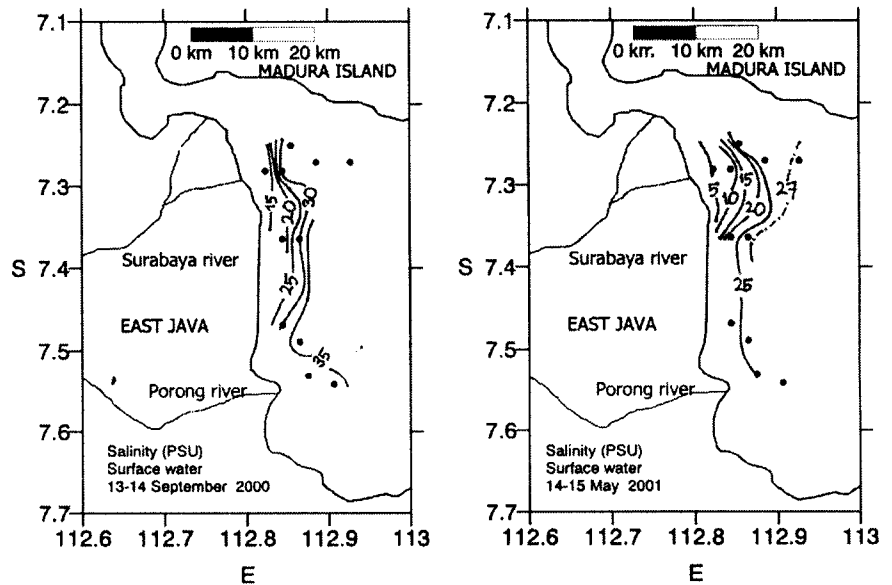 7.1
7.2
7.3
7.4
7.5
7.6
7.7
S
0 km 10 km 20 km
MADURA ISLAND
15
20
30
25
35
Surabaya river
EAST JAVA
Porong river
Salinity (PSU)
Surface water
13-14 September 2000
112.6 112.7 112.8 112.9 113
E
7.1
7.2
7.3
7.4
7.5
7.6
7.7
S
0 km. 10 km 20 km
MADURA ISLAND
5
10
15
20
27
25
Surabaya river
EAST JAVA
Porong river
Salinity (PSU)
Surface water
14-15 May 2001
112.6 112.7 112.8 112.9 113
E